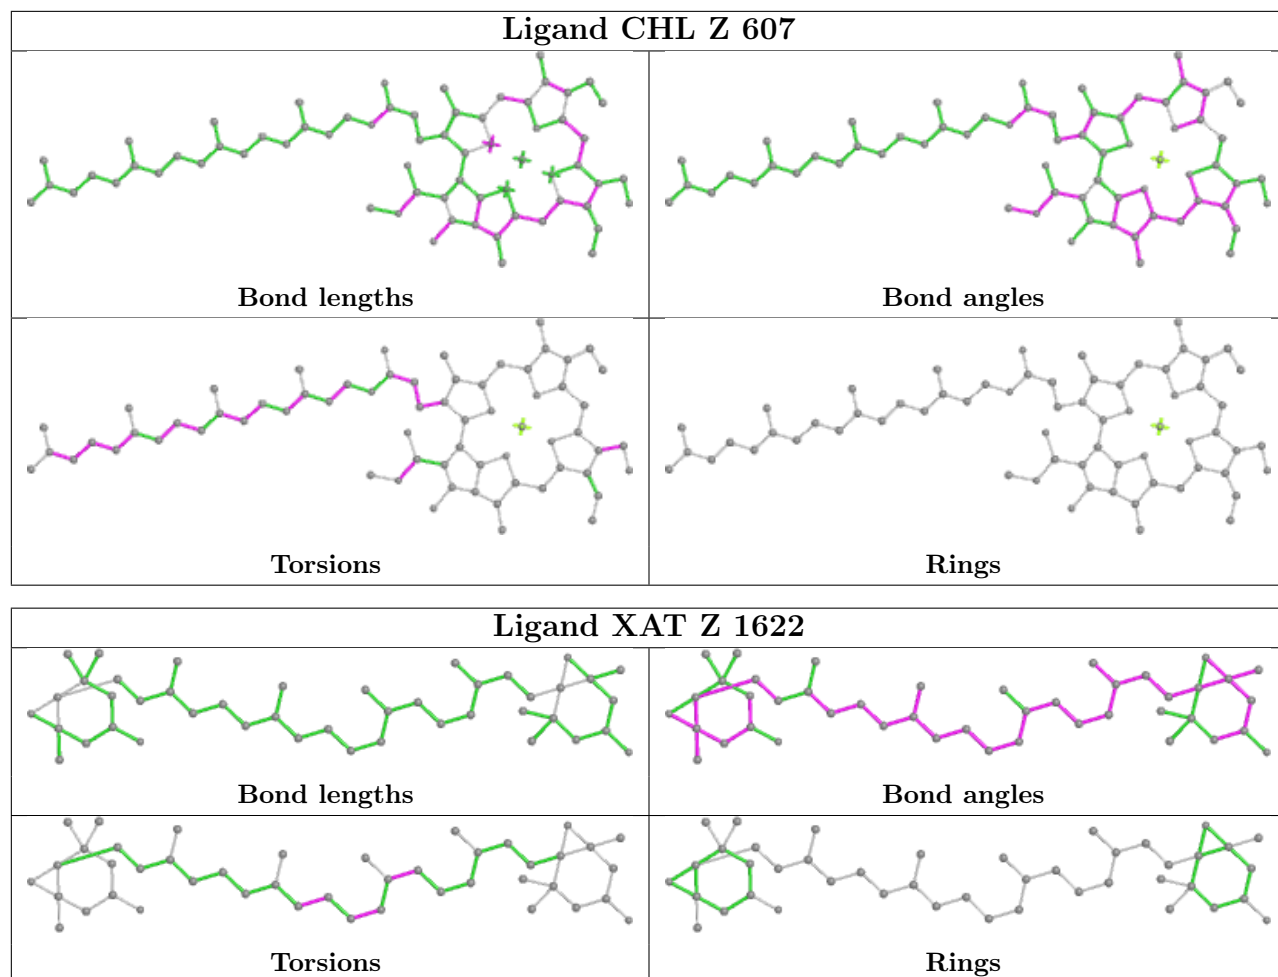 Ligand CHL Z 607
Bond lengths
Bond angles
Torsions
Rings
Ligand XAT Z 1622
Bond lengths
Bond angles
Torsions
Rings